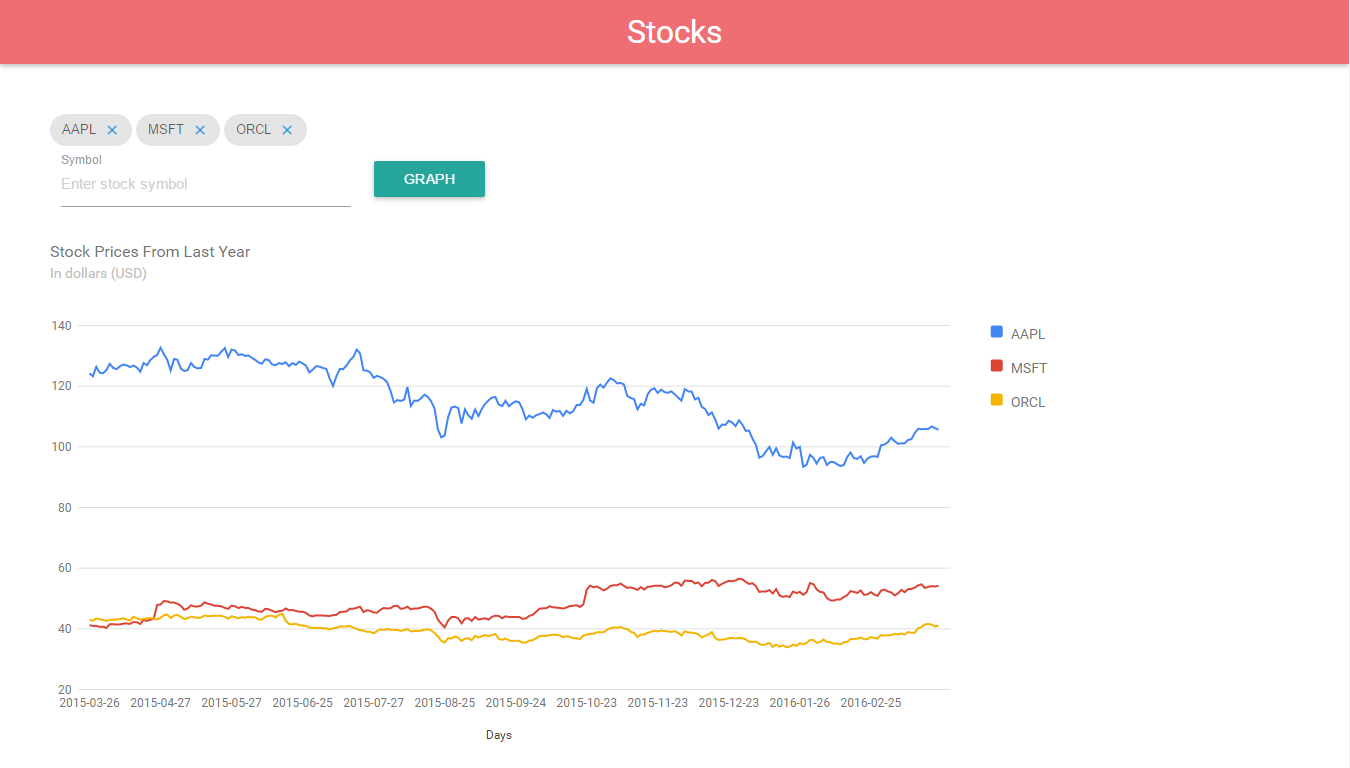 Stocks
AAPL MSFT ORCL
Symbol
Enter stock symbol
GRAPH
Stock Prices From Last Year
In dollars (USD)
140
120
100
80
60
40
20
AAPL
MSFT
ORCL
2015-03-26 2015-04-27 2015-05-27 2015-06-25 2015-07-27 2015-08-25 2015-09-24 2015-10-23 2015-11-23 2015-12-23 2016-01-26 2016-02-25
Days